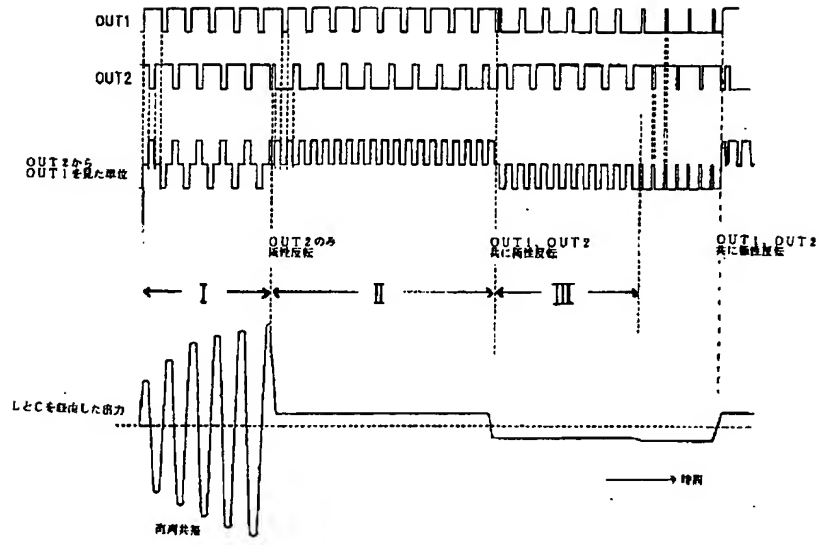 OUT1
OUT2
OUT2から
OUT1を見た単位
OUT2のみ
極性反転
OUT1、OUT2
共に極性反転
OUT1、OUT2
共に極性反転
I
II
III
LとCを経由した出力
時間
直列共振